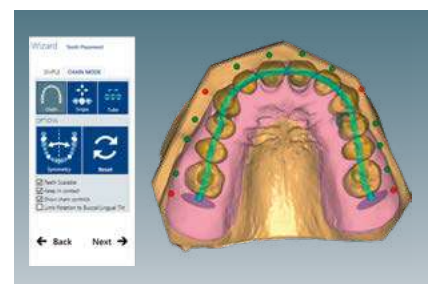 Wizard Teeth Placement
SIMPLE CHAIN MODE
Chain Single Tube
OPTIONS
Symmetry Reset
Teeth Scalable
Keep in contact
Show chain controls
Limit Rotation to Buccal/Lingual Tilt
Back Next